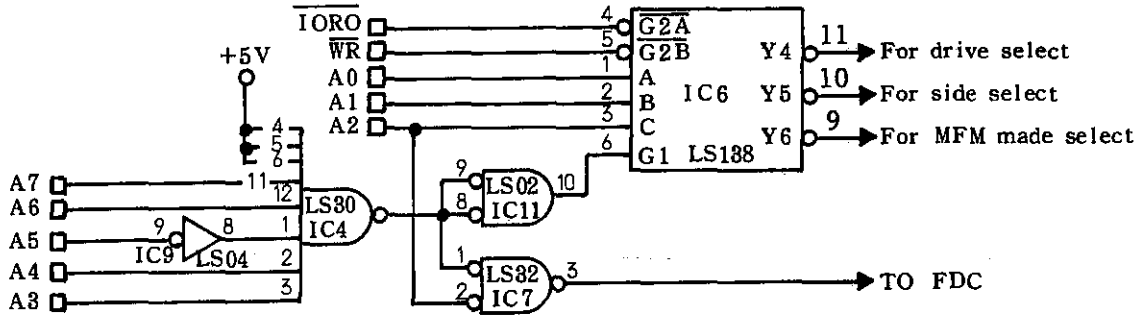 IORO 4 G2A
WR 5 G2B Y4 11 For drive select
+5V A0 1 A
A1 2 B IC6 Y5 10 For side select
A2 3 C Y6 9 For MFM made select
6 G1 LS138
4
5
6
A7 11
A6 12
A5 9 8 1
IC9 LS04
A4 2
A3 3
LS30
IC4
9 LS02 10
8 IC11
1 LS32 3 TO FDC
2 IC7